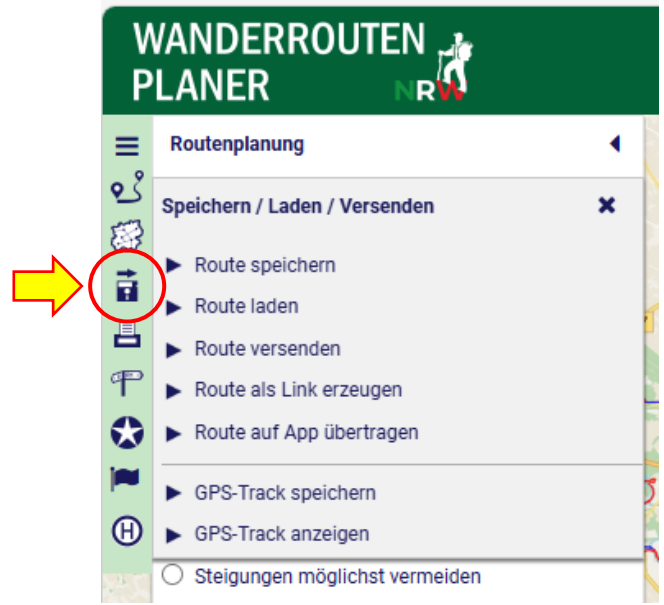 WANDERROUTEN
PLANER NRW
Routenplanung
Speichern / Laden / Versenden
Route speichern
Route laden
Route versenden
Route als Link erzeugen
Route auf App übertragen
GPS-Track speichern
GPS-Track anzeigen
H
Steigungen möglichst vermeiden